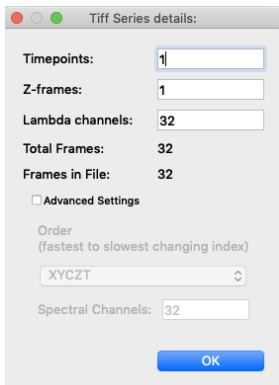 Tiff Series details:
Timepoints: 1
Z-frames: 1
Lambda channels: 32
Total Frames: 32
Frames in File: 32
Advanced Settings
Order
(fastest to slowest changing index)
XYCZT
Spectral Channels: 32
OK